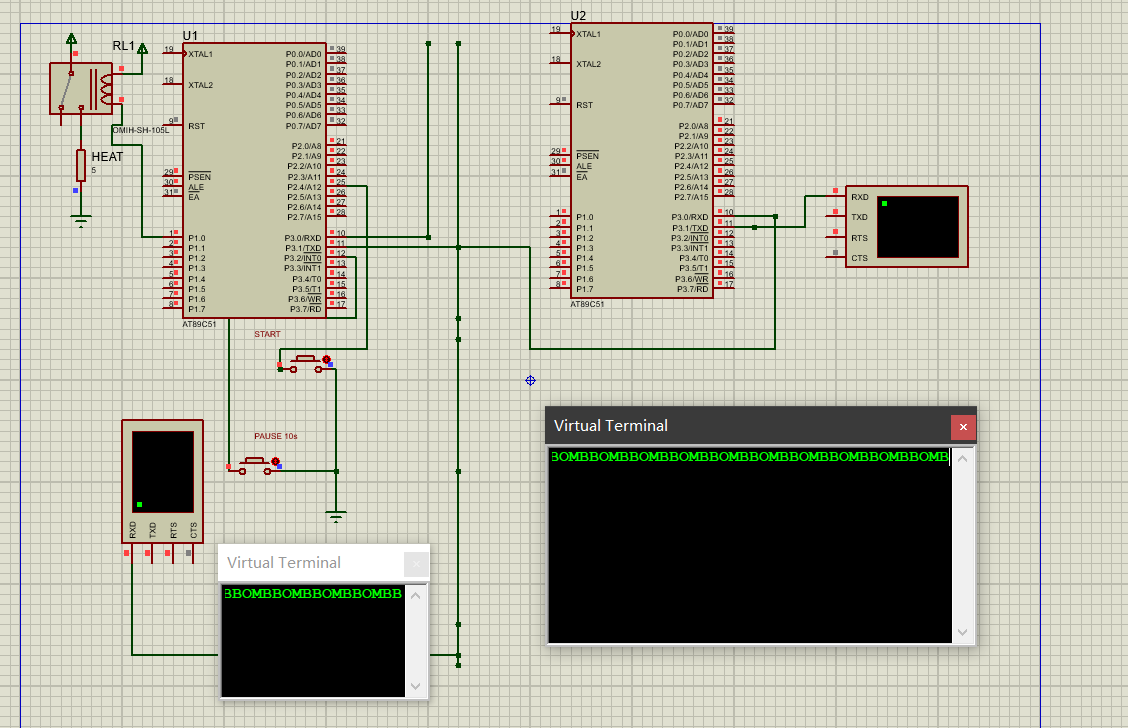 RL1
OMIH-SH-105L
HEAT
5
U1
19 XTAL1
18 XTAL2
9 RST
29 PSEN
30 ALE
31 EA
1 P1.0
2 P1.1
3 P1.2
4 P1.3
5 P1.4
6 P1.5
7 P1.6
8 P1.7
P0.0/AD0 39
P0.1/AD1 38
P0.2/AD2 37
P0.3/AD3 36
P0.4/AD4 35
P0.5/AD5 34
P0.6/AD6 33
P0.7/AD7 32
P2.0/A8 21
P2.1/A9 22
P2.2/A10 23
P2.3/A11 24
P2.4/A12 25
P2.5/A13 26
P2.6/A14 27
P2.7/A15 28
P3.0/RXD 10
P3.1/TXD 11
P3.2/INT0 12
P3.3/INT1 13
P3.4/T0 14
P3.5/T1 15
P3.6/WR 16
P3.7/RD 17
AT89C51
U2
19 XTAL1
18 XTAL2
9 RST
29 PSEN
30 ALE
31 EA
1 P1.0
2 P1.1
3 P1.2
4 P1.3
5 P1.4
6 P1.5
7 P1.6
8 P1.7
P0.0/AD0 39
P0.1/AD1 38
P0.2/AD2 37
P0.3/AD3 36
P0.4/AD4 35
P0.5/AD5 34
P0.6/AD6 33
P0.7/AD7 32
P2.0/A8 21
P2.1/A9 22
P2.2/A10 23
P2.3/A11 24
P2.4/A12 25
P2.5/A13 26
P2.6/A14 27
P2.7/A15 28
P3.0/RXD 10
P3.1/TXD 11
P3.2/INT0 12
P3.3/INT1 13
P3.4/T0 14
P3.5/T1 15
P3.6/WR 16
P3.7/RD 17
AT89C51
RXD
TXD
RTS
CTS
START
PAUSE 10s
RXD
TXD
RTS
CTS
Virtual Terminal
BBOMBBOMBBOMBBOMBB
Virtual Terminal
BOMBBOMBBOMBBOMBBOMBBOMBBOMBBOMBBOMBBOMB